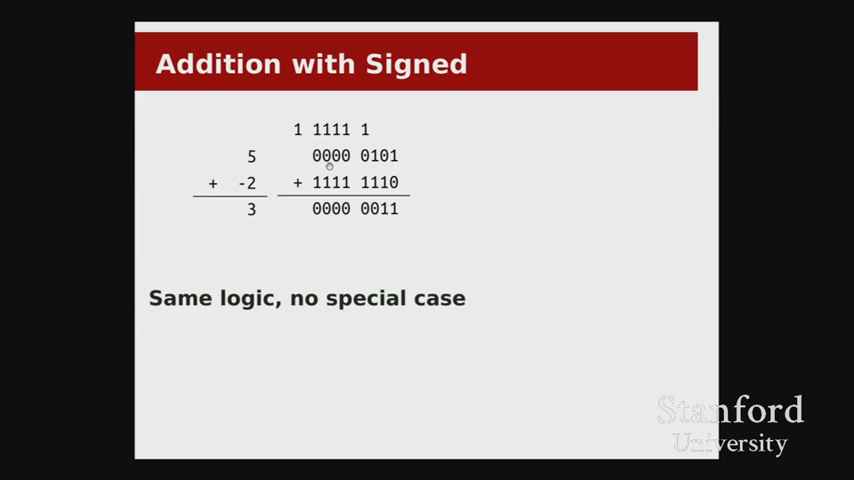 Addition with Signed
1 1111 1
5 0000 0101
+ -2 + 1111 1110
3 0000 0011
Same logic, no special case
Stanford
University